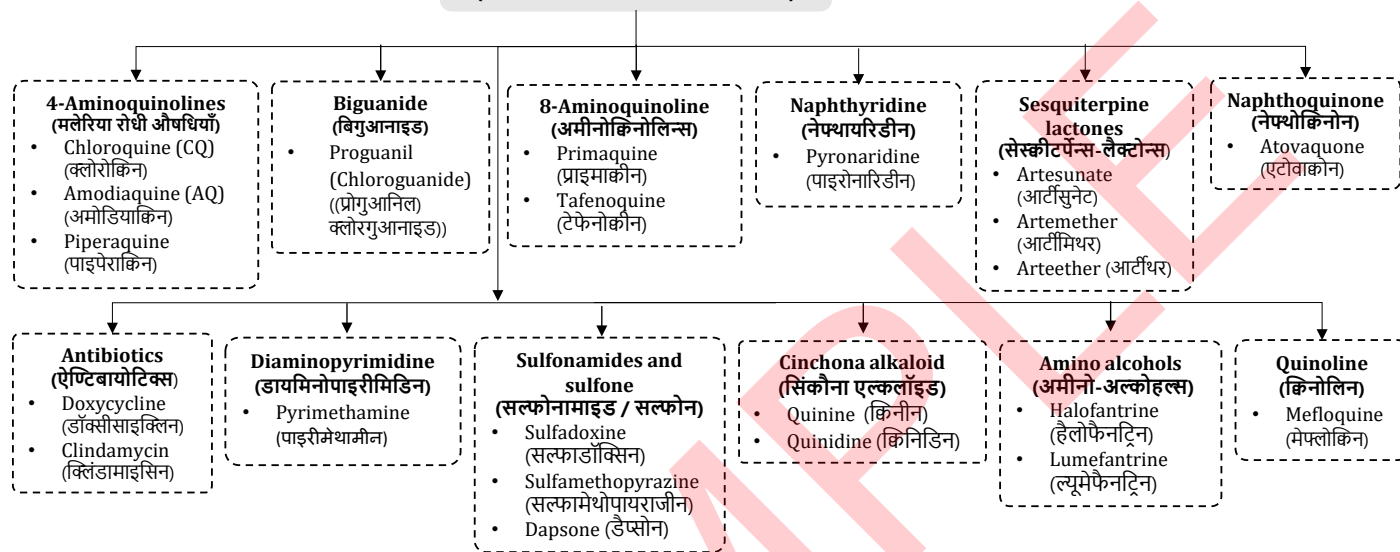 4-Aminoquinolines
(मलेरिया रोधी औषधियाँ)
• Chloroquine (CQ)
(क्लोरोक्विन)
• Amodiaquine (AQ)
(अमोडियाक्विन)
• Piperaquine
(पाइपेराक्विन)
Biguanide
(बिगुआनाइड)
• Proguanil
(Chloroguanide)
((प्रोगुआनिल)
क्लोरगुआनाइड))
8-Aminoquinoline
(अमीनोक्विनोलिन्स)
• Primaquine
(प्राइमाक्वीन)
• Tafenoquine
(टेफेनोक्वीन)
Naphthyridine
(नेफ्थायरिडीन)
• Pyronaridine
(पाइरोनारिडीन)
Sesquiterpine
lactones
(सेस्क्वीटर्पेन्स-लैक्टोन्स)
• Artesunate
(आर्टीसुनेट)
• Artemether
(आर्टीमिथर)
• Arteether (आर्टीथर)
Naphthoquinone
(नेफ्थोक्विनोन)
• Atovaquone
(एटोवाक्वोन)
Antibiotics
(ऐण्टिबायोटिक्स)
• Doxycycline
(डॉक्सीसाइक्लिन)
• Clindamycin
(क्लिंडामाइसिन)
Diaminopyrimidine
(डायमिनोपाइरीमिडिन)
• Pyrimethamine
(पाइरीमेथामीन)
Sulfonamides and
sulfone
(सल्फोनामाइड / सल्फोन)
• Sulfadoxine
(सल्फाडॉक्सिन)
• Sulfamethopyrazine
(सल्फामेथोपायराजीन)
• Dapsone (डैप्सोन)
Cinchona alkaloid
(सिंकौना एल्कलॉइड)
• Quinine (क्विनीन)
• Quinidine (क्विनिडिन)
Amino alcohols
(अमीनो-अल्कोहल्स)
• Halofantrine
(हैलोफैनट्रिन)
• Lumefantrine
(ल्यूमेफैनट्रिन)
Quinoline
(क्विनोलिन)
• Mefloquine
(मेफ्लोक्विन)